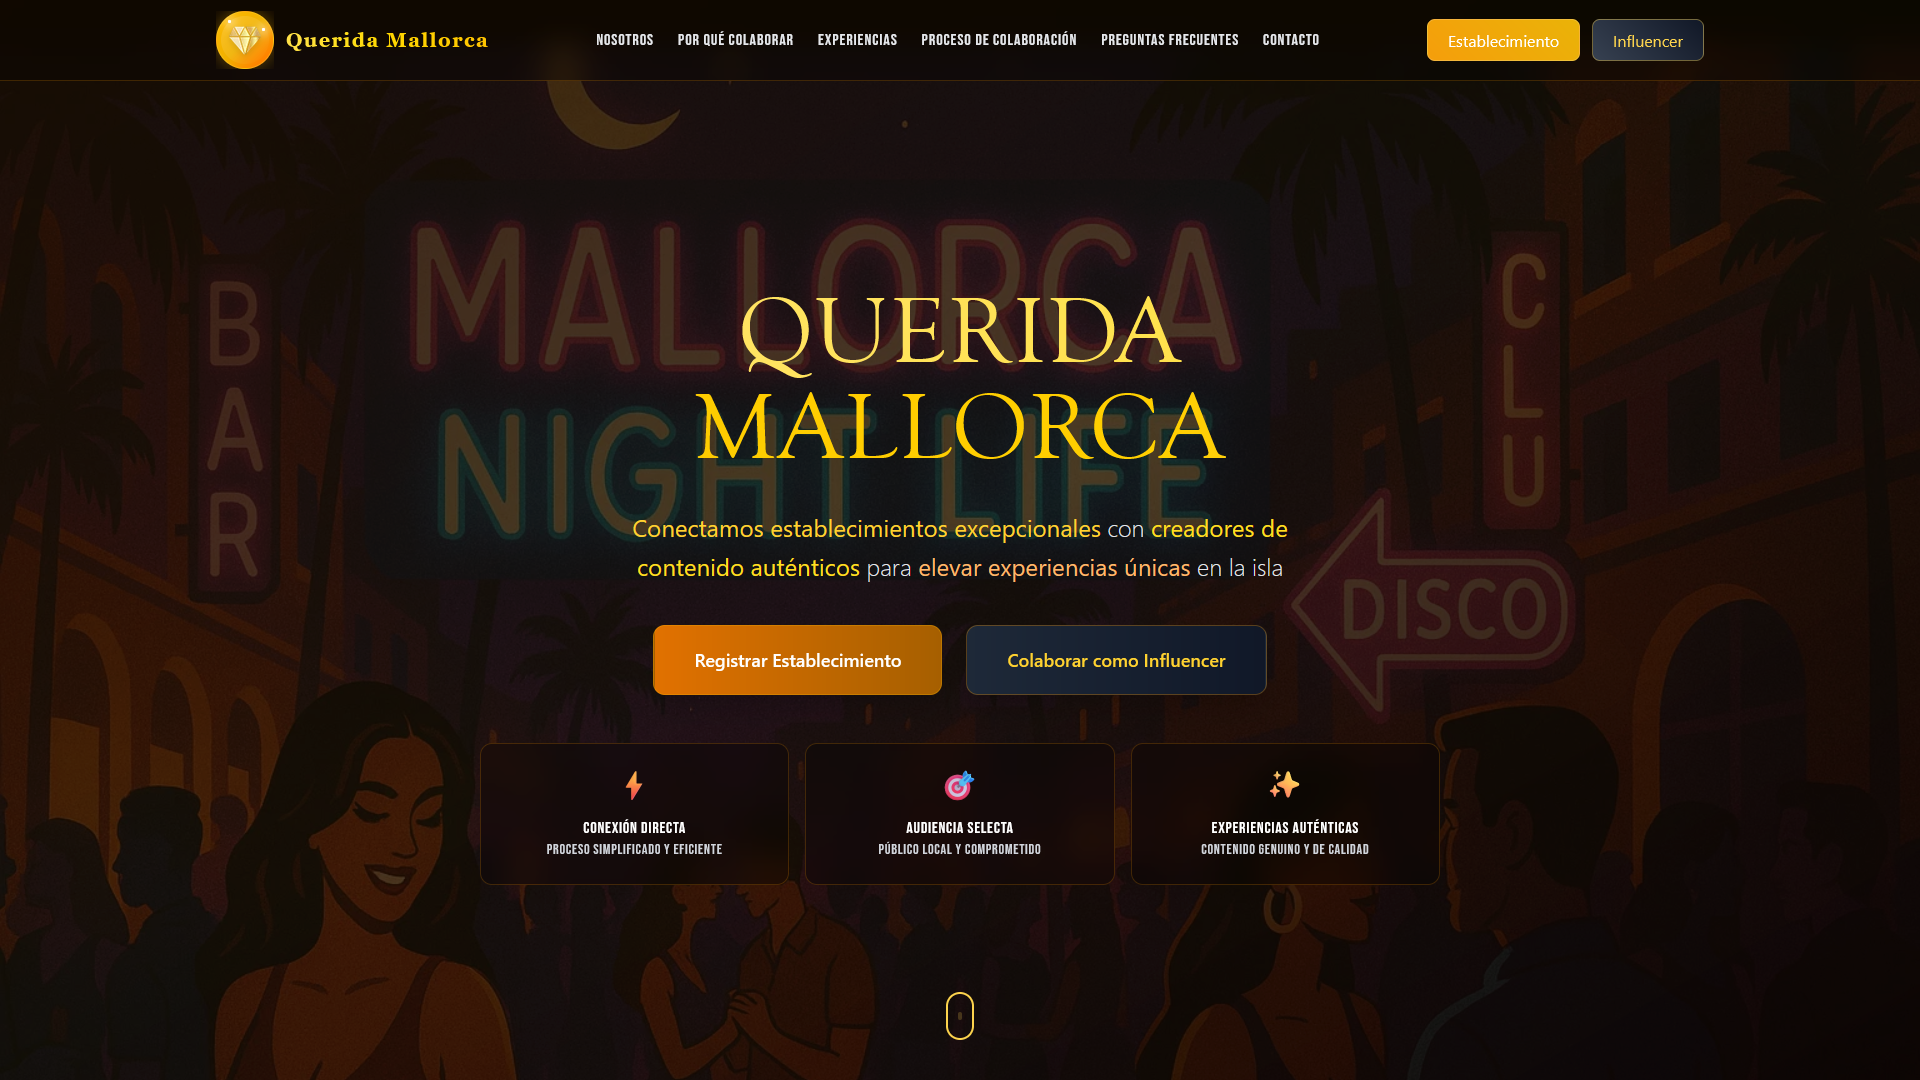 Querida Mallorca
NOSOTROS
POR QUÉ COLABORAR
EXPERIENCIAS
PROCESO DE COLABORACIÓN
PREGUNTAS FRECUENTES
CONTACTO
Establecimiento
Influencer
MALLORCA
NIGHT LIFE
BAR
CLU
DISCO
QUERIDA
MALLORCA
Conectamos establecimientos excepcionales con creadores de
contenido auténticos para elevar experiencias únicas en la isla
Registrar Establecimiento
Colaborar como Influencer
CONEXIÓN DIRECTA
PROCESO SIMPLIFICADO Y EFICIENTE
AUDIENCIA SELECTA
PÚBLICO LOCAL Y COMPROMETIDO
EXPERIENCIAS AUTÉNTICAS
CONTENIDO GENUINO Y DE CALIDAD